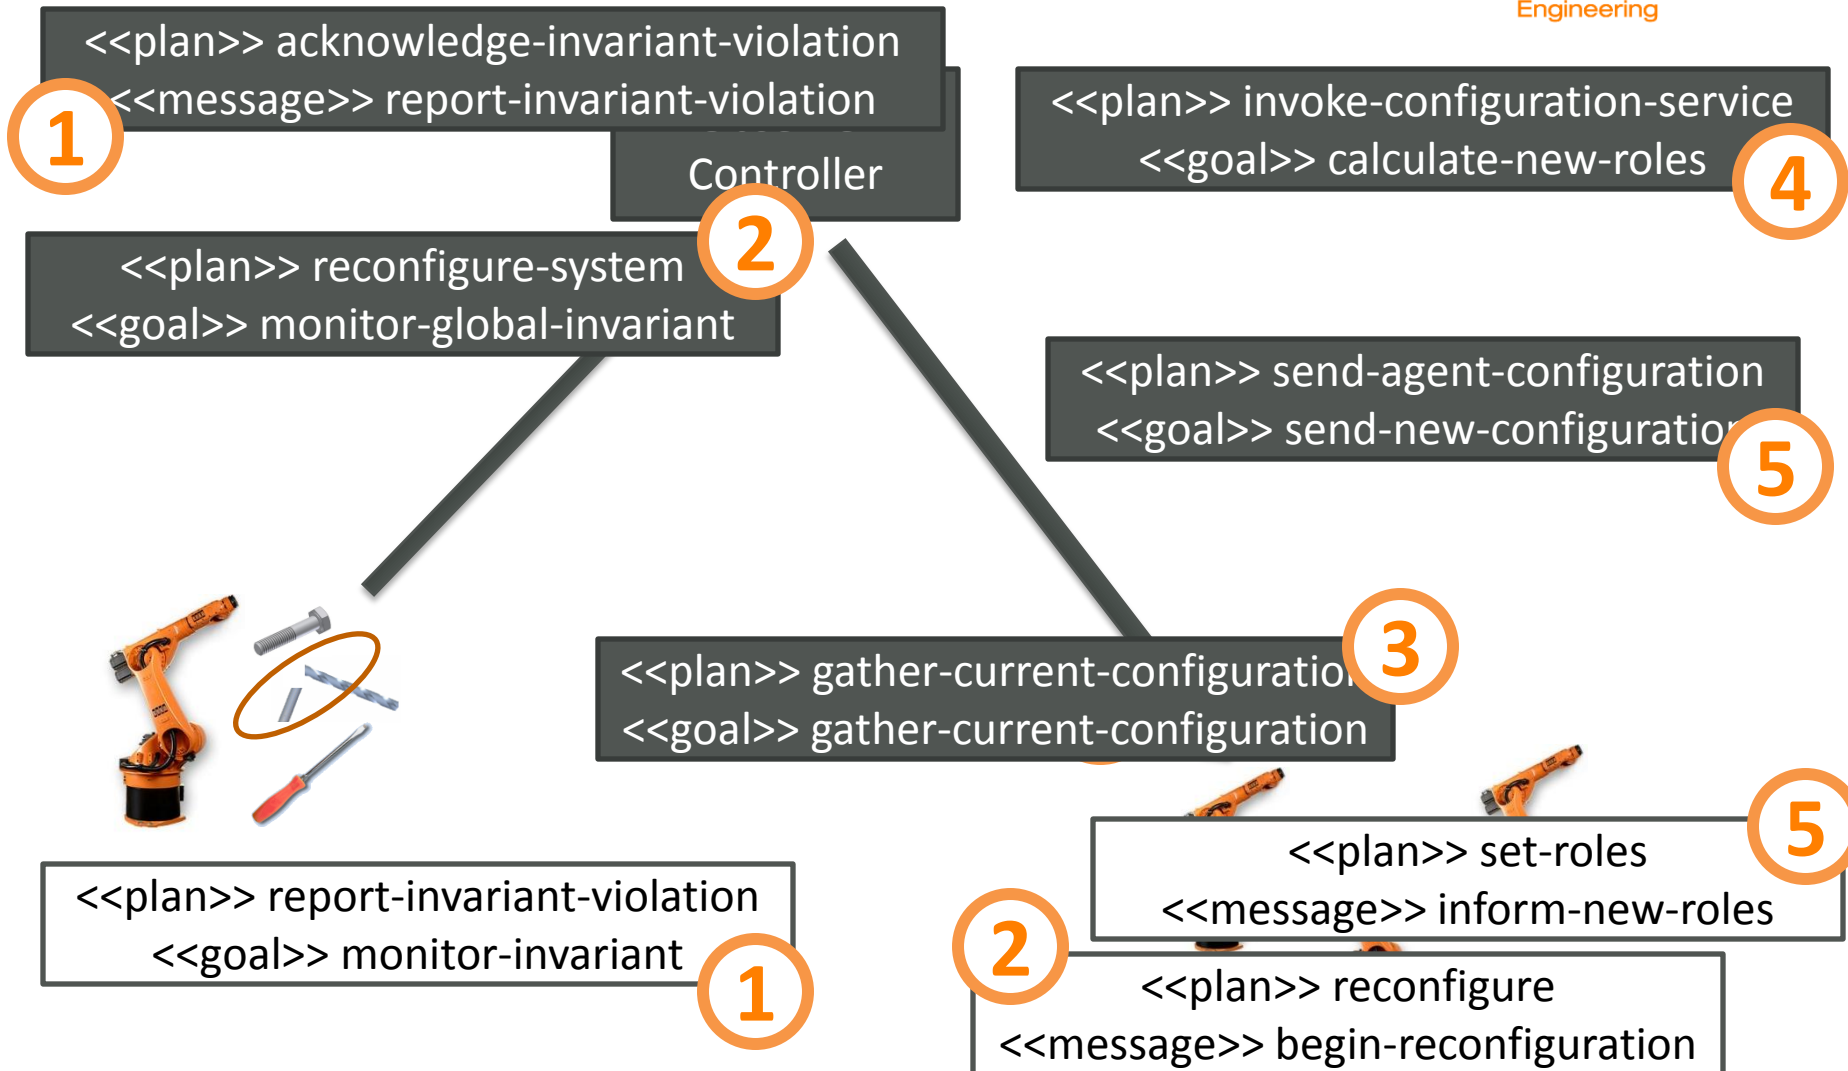 Engineering
<<plan>> acknowledge-invariant-violation
<<message>> report-invariant-violation
1
Controller
<<plan>> invoke-configuration-service
<<goal>> calculate-new-roles
4
2
<<plan>> reconfigure-system
<<goal>> monitor-global-invariant
<<plan>> send-agent-configuration
<<goal>> send-new-configuration
5
3
<<plan>> gather-current-configuration
<<goal>> gather-current-configuration
5
<<plan>> set-roles
<<message>> inform-new-roles
<<plan>> report-invariant-violation
<<goal>> monitor-invariant
1
2
<<plan>> reconfigure
<<message>> begin-reconfiguration